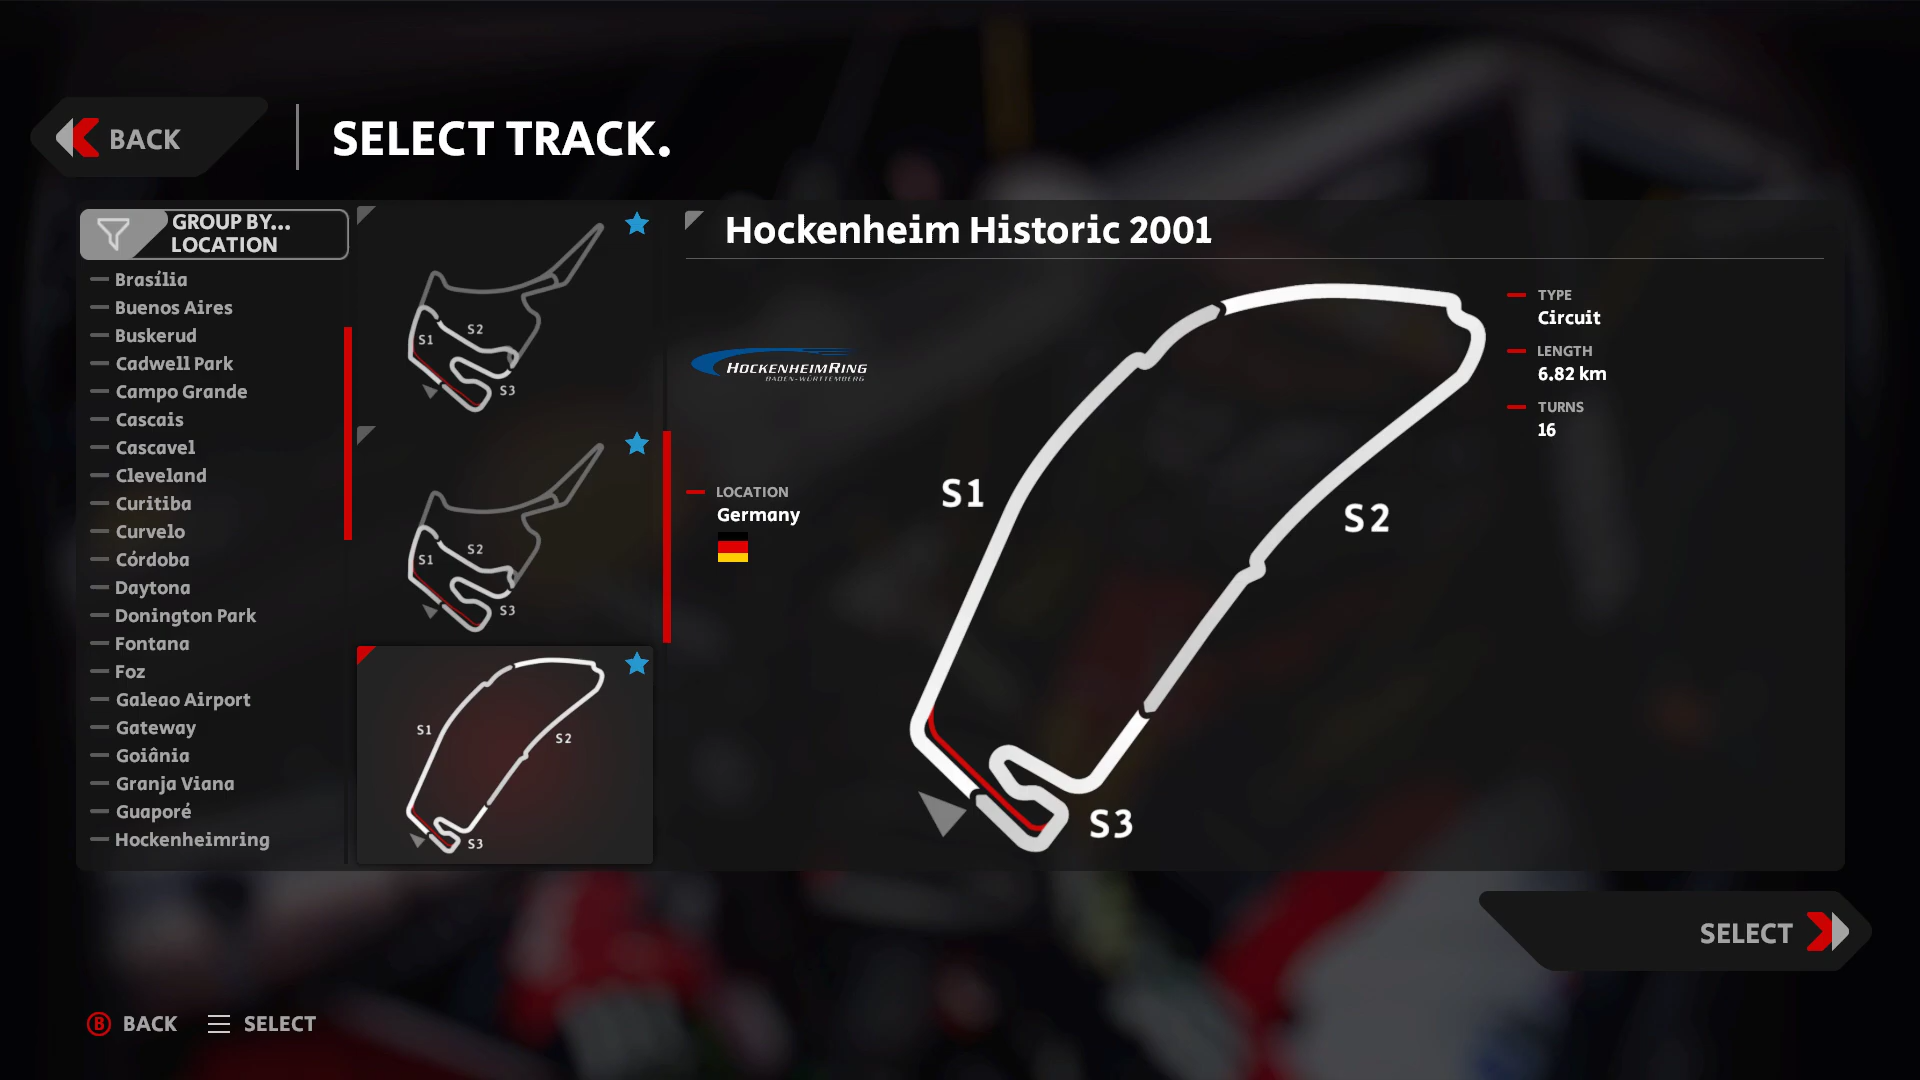 BACK
SELECT TRACK.
GROUP BY...
LOCATION
Brasília
Buenos Aires
Buskerud
Cadwell Park
Campo Grande
Cascais
Cascavel
Cleveland
Curitiba
Curvelo
Córdoba
Daytona
Donington Park
Fontana
Foz
Galeao Airport
Gateway
Goiânia
Granja Viana
Guaporé
Hockenheimring
S1
S2
S3
S1
S2
S3
S1
S2
S3
Hockenheim Historic 2001
HOCKENHEIMRING
BADEN-WÜRTTEMBERG
LOCATION
Germany
S1
S2
S3
TYPE
Circuit
LENGTH
6.82 km
TURNS
16
SELECT
B BACK
SELECT